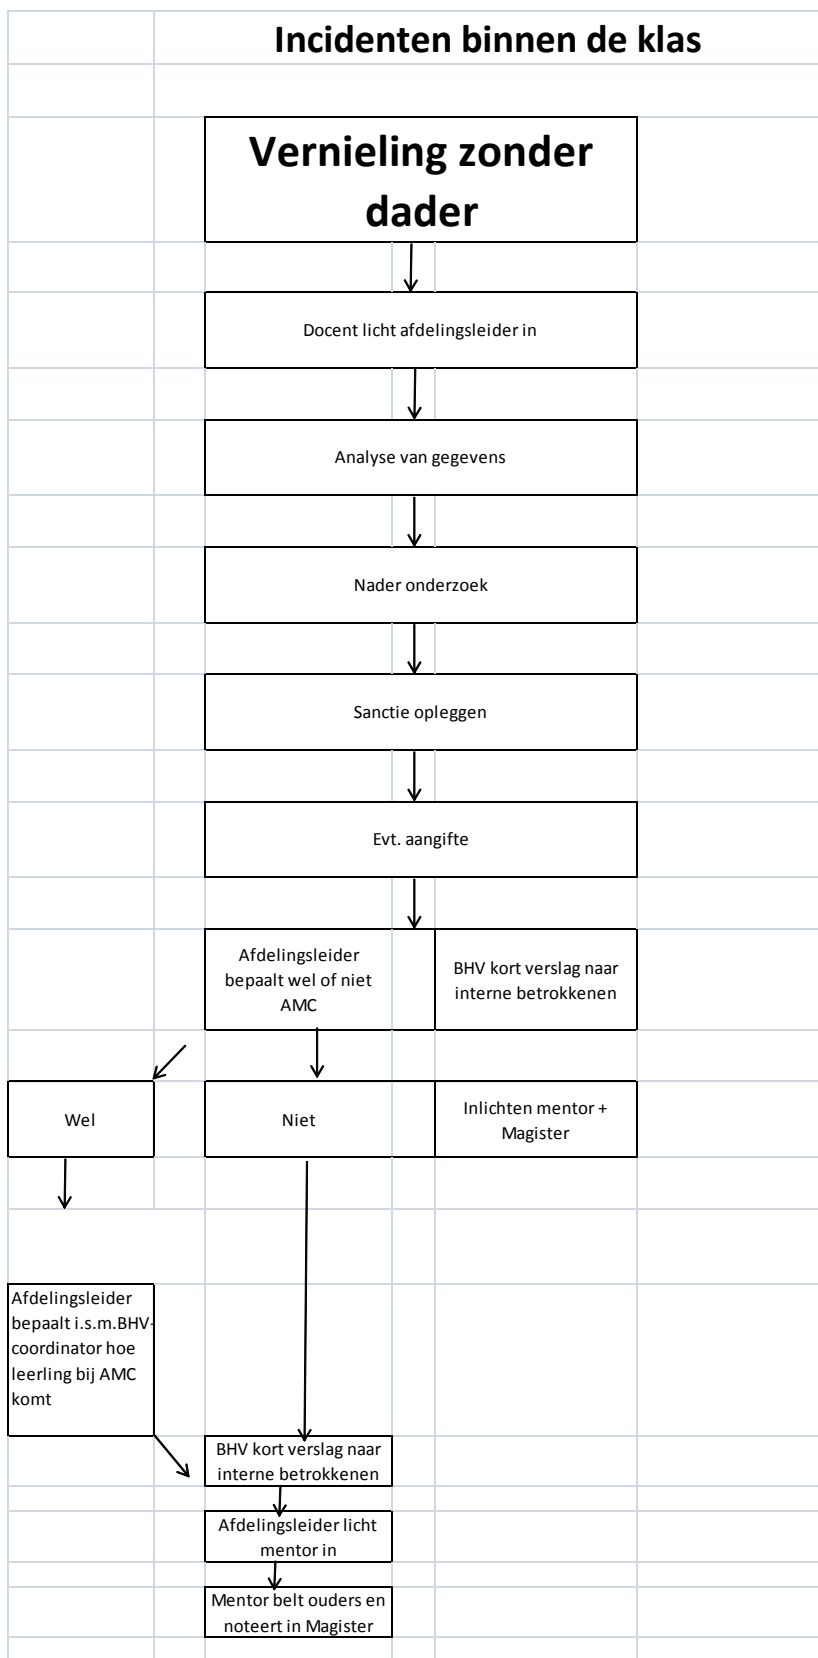 Incidenten binnen de klas
Vernieling zonder
dader
Docent licht afdelingsleider in
Analyse van gegevens
Nader onderzoek
Sanctie opleggen
Evt. aangifte
Afdelingsleider
bepaalt wel of niet
AMC
BHV kort verslag naar
interne betrokkenen
Wel
Niet
Inlichten mentor +
Magister
Afdelingsleider
bepaalt i.s.m.BHV-
coordinator hoe
leerling bij AMC
komt
BHV kort verslag naar
interne betrokkenen
Afdelingsleider licht
mentor in
Mentor belt ouders en
noteert in Magister